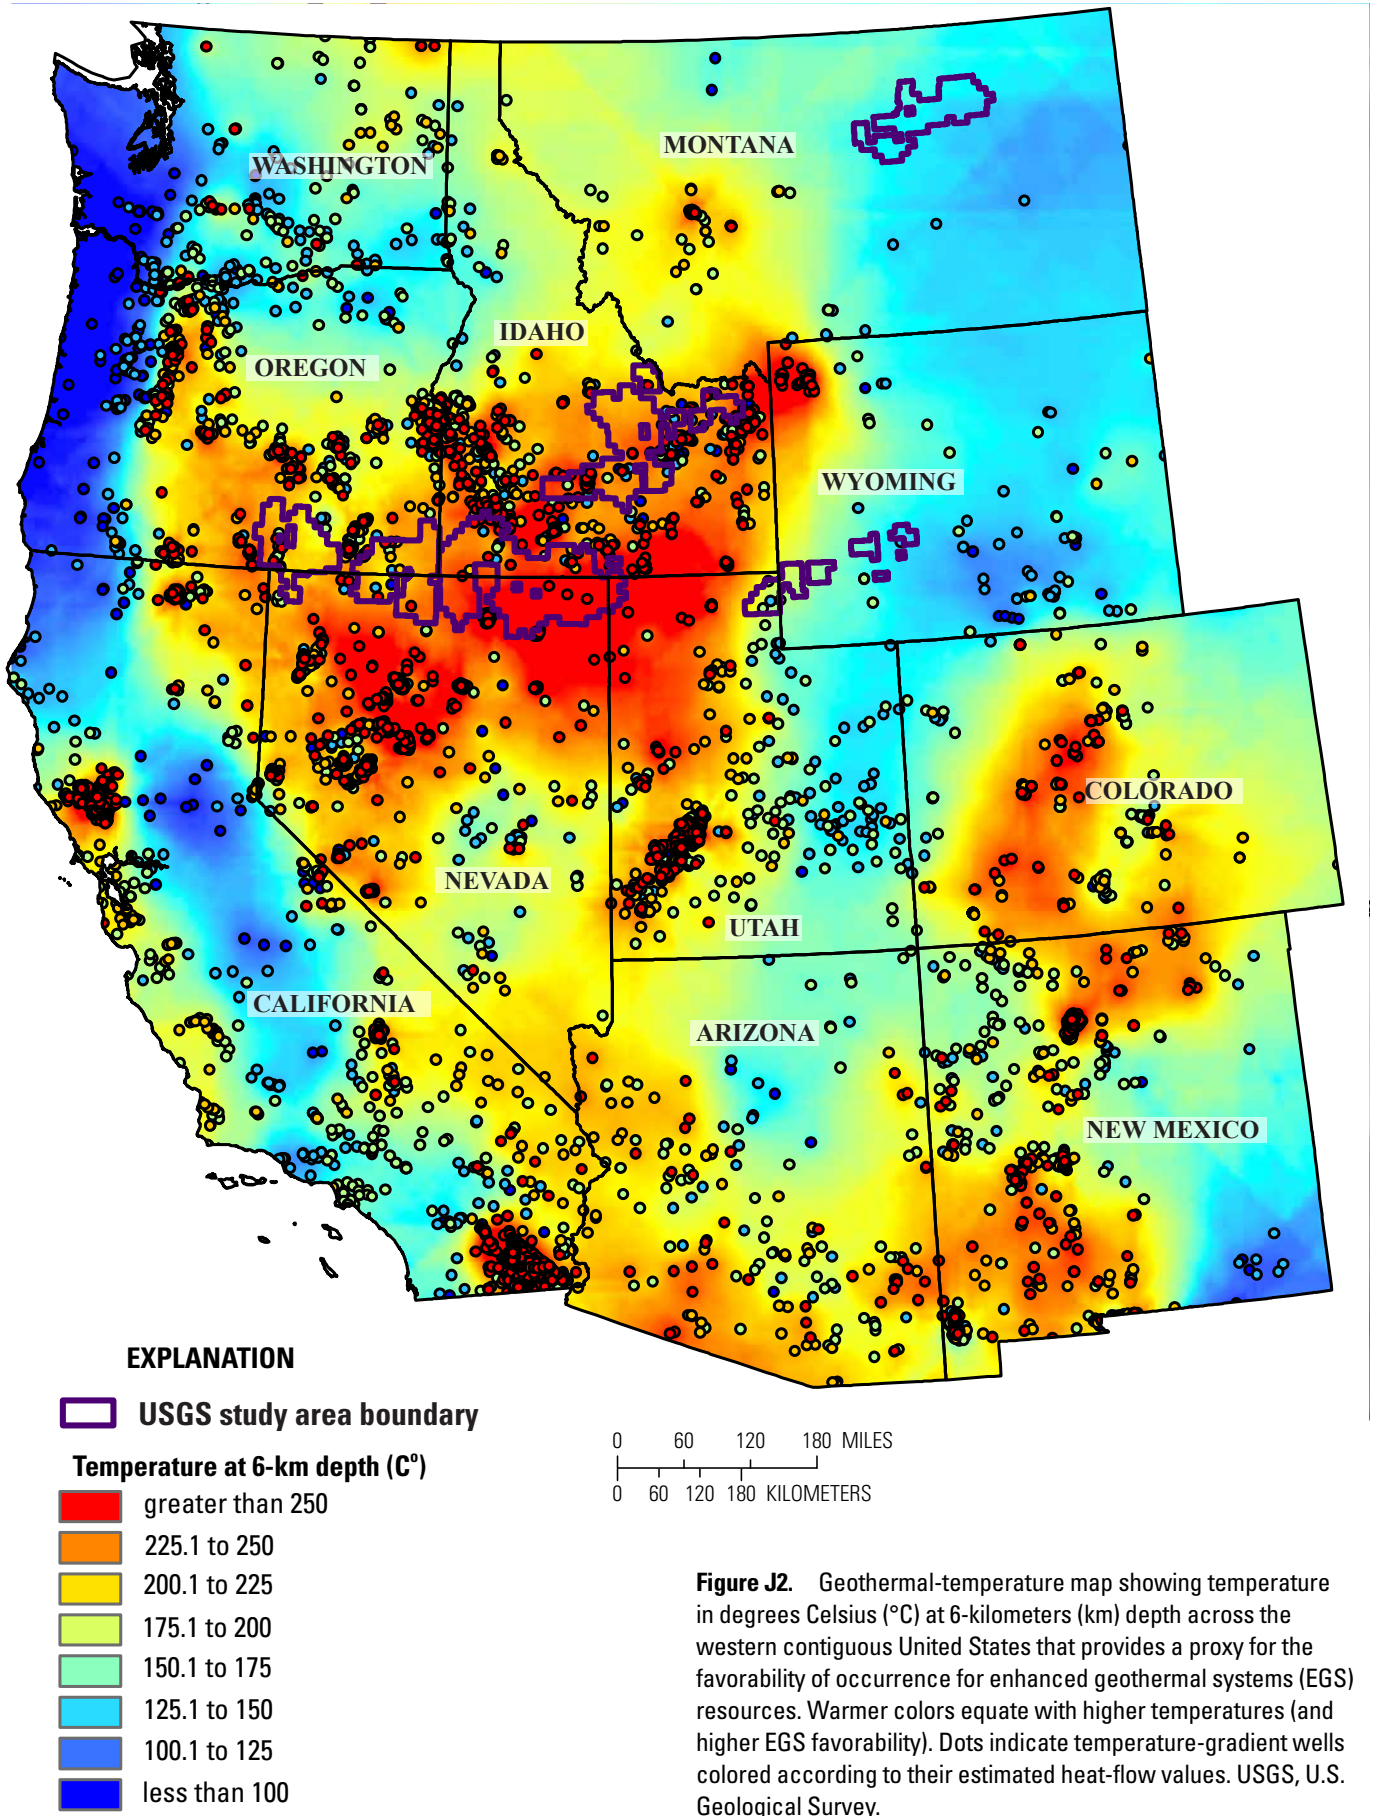 WASHINGTON
MONTANA
IDAHO
OREGON
WYOMING
COLORADO
NEVADA
UTAH
CALIFORNIA
ARIZONA
NEW MEXICO
EXPLANATION
USGS study area boundary
Temperature at 6-km depth (C°)
greater than 250
225.1 to 250
200.1 to 225
175.1 to 200
150.1 to 175
125.1 to 150
100.1 to 125
less than 100
0 60 120 180 MILES
0 60 120 180 KILOMETERS
Figure J2. Geothermal-temperature map showing temperature
in degrees Celsius (°C) at 6-kilometers (km) depth across the
western contiguous United States that provides a proxy for the
favorability of occurrence for enhanced geothermal systems (EGS)
resources. Warmer colors equate with higher temperatures (and
higher EGS favorability). Dots indicate temperature-gradient wells
colored according to their estimated heat-flow values. USGS, U.S.
Geological Survey.